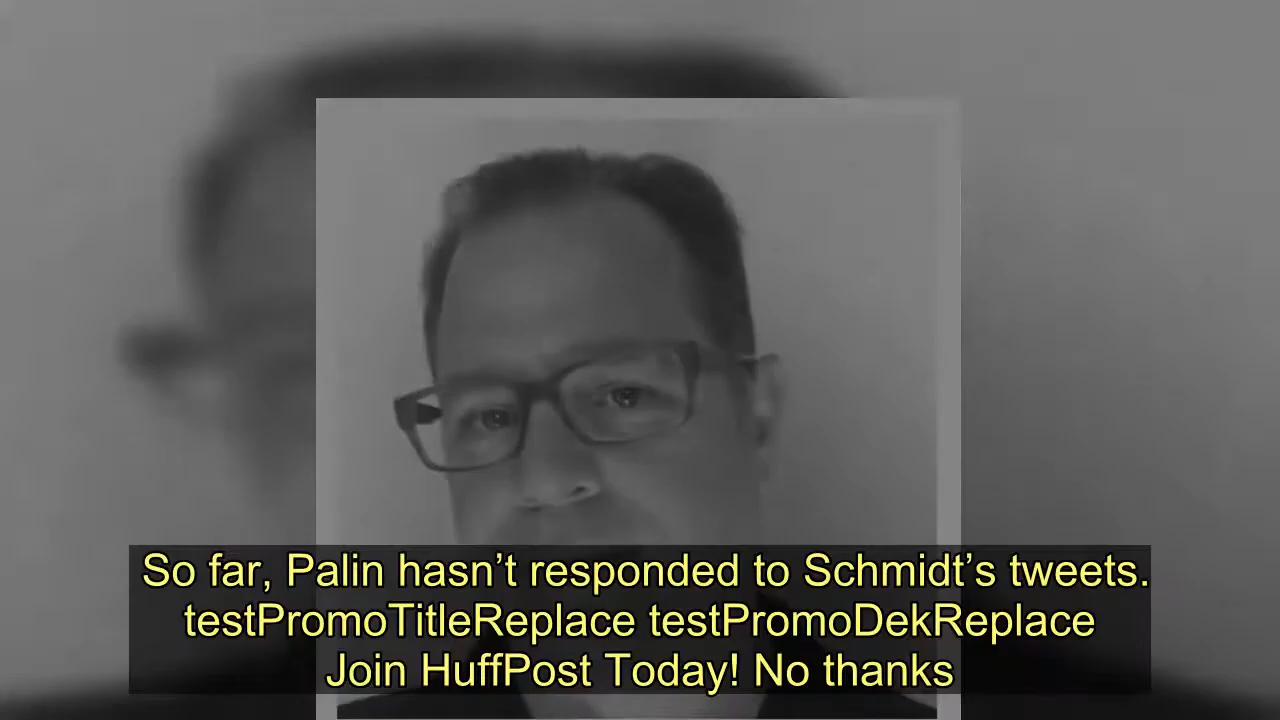 So far, Palin hasn’t responded to Schmidt’s tweets.
testPromoTitleReplace testPromoDekReplace
Join HuffPost Today! No thanks